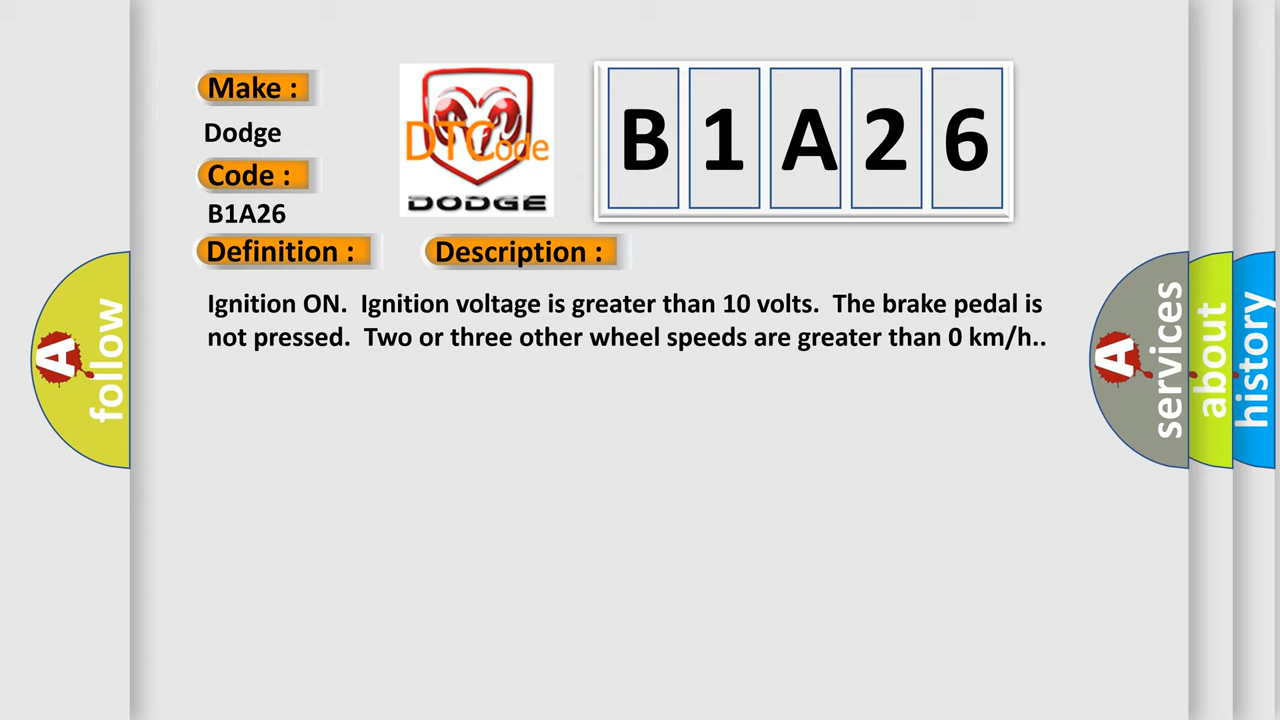 Make :
Dodge
Code :
B1A26
Definition :
Description :
DTCode
DODGE
B 1 A 2 6
Ignition ON. Ignition voltage is greater than 10 volts. The brake pedal is
not pressed. Two or three other wheel speeds are greater than 0 km/h..
A follow
A services
about
history